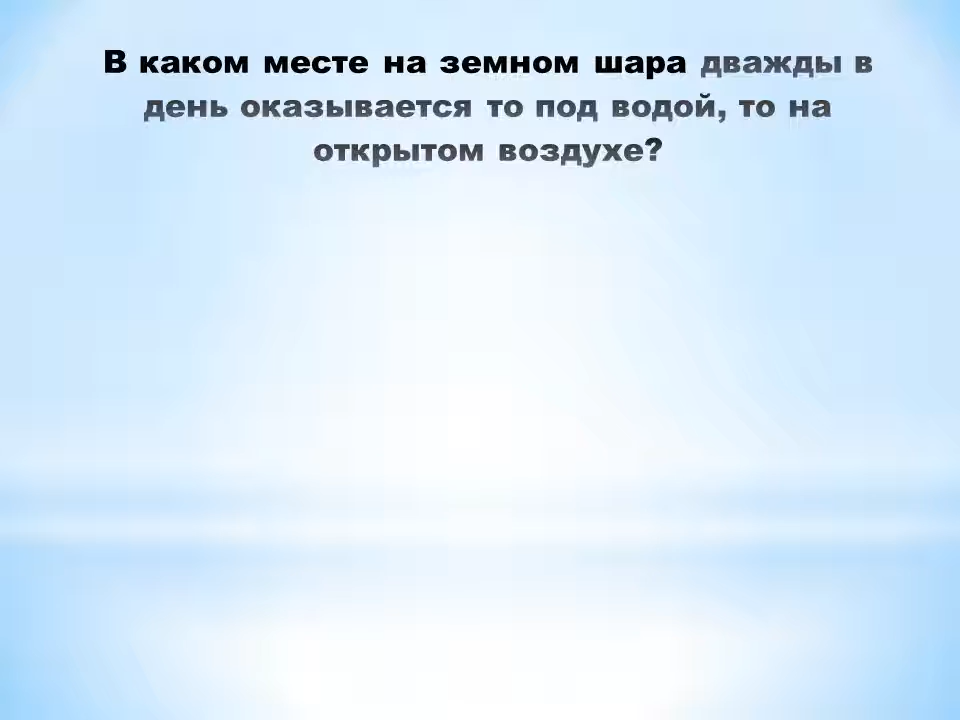 В каком месте на земном шара дважды в
день оказывается то под водой, то на
открытом воздухе?